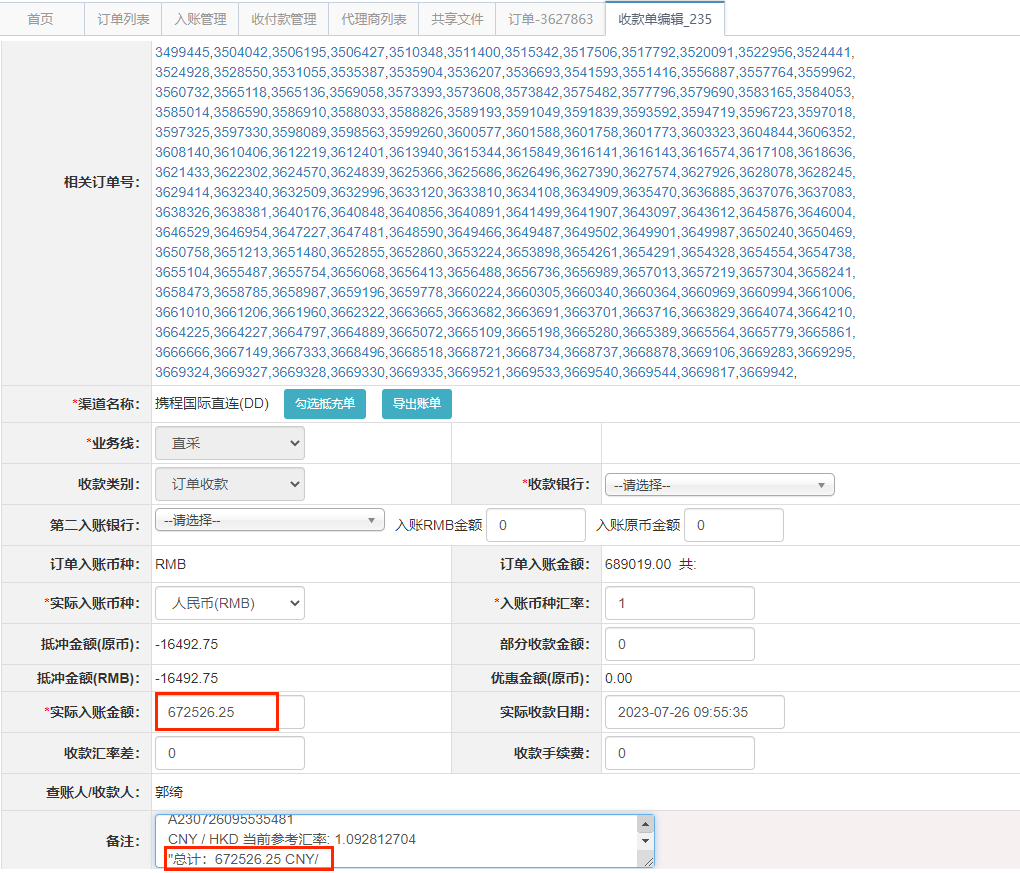 首页 订单列表 入账管理 收付款管理 代理商列表 共享文件 订单-3627863 收款单编辑_235
相关订单号：
3499445,3504042,3506195,3506427,3510348,3511400,3515342,3517506,3517792,3520091,3522956,3524441,
3524928,3528550,3531055,3535387,3535904,3536207,3536693,3541593,3551416,3556887,3557764,3559962,
3560732,3565118,3565136,3569058,3573393,3573608,3573842,3575482,3577796,3579690,3583165,3584053,
3585014,3586590,3586910,3588033,3588826,3589193,3591049,3591839,3593592,3594719,3596723,3597018,
3597325,3597330,3598089,3598563,3599260,3600577,3601588,3601758,3601773,3603323,3604844,3606352,
3608140,3610406,3612219,3612401,3613940,3615344,3615849,3616141,3616143,3616574,3617108,3618636,
3621433,3622302,3624570,3624839,3625366,3625686,3626496,3627390,3627574,3627926,3628078,3628245,
3629414,3632340,3632509,3632996,3633120,3633810,3634108,3634909,3635470,3636885,3637076,3637083,
3638326,3638381,3640176,3640848,3640856,3640891,3641499,3641907,3643097,3643612,3645876,3646004,
3646529,3646954,3647227,3647481,3648590,3649466,3649487,3649502,3649901,3649987,3650240,3650469,
3650758,3651213,3651480,3652855,3652860,3653224,3653898,3654261,3654291,3654328,3654554,3654738,
3655104,3655487,3655754,3656068,3656413,3656488,3656736,3656989,3657013,3657219,3657304,3658241,
3658473,3658785,3658987,3659196,3659778,3660224,3660305,3660340,3660364,3660969,3660994,3661006,
3661010,3661206,3661960,3662322,3663665,3663682,3663691,3663701,3663716,3663829,3664074,3664210,
3664225,3664227,3664797,3664889,3665072,3665109,3665198,3665280,3665389,3665564,3665779,3665861,
3666666,3667149,3667333,3668496,3668518,3668721,3668734,3668737,3668878,3669106,3669283,3669295,
3669324,3669327,3669328,3669330,3669335,3669521,3669533,3669540,3669544,3669817,3669942,
*渠道名称： 携程国际直连(DD) 勾选抵充单 导出账单
*业务线： 直采
收款类别： 订单收款 *收款银行： --请选择--
第二入账银行： --请选择-- 入账RMB金额 0 入账原币金额 0
订单入账币种： RMB 订单入账金额： 689019.00 共:
*实际入账币种： 人民币(RMB) *入账币种汇率： 1
抵冲金额(原币)： -16492.75 部分收款金额： 0
抵冲金额(RMB)： -16492.75 优惠金额(原币)： 0.00
*实际入账金额： 672526.25 实际收款日期： 2023-07-26 09:55:35
收款汇率差： 0 收款手续费： 0
查账人/收款人： 郭绮
备注：
A230726095535481
CNY / HKD 当前参考汇率: 1.092812704
"总计：672526.25 CNY/